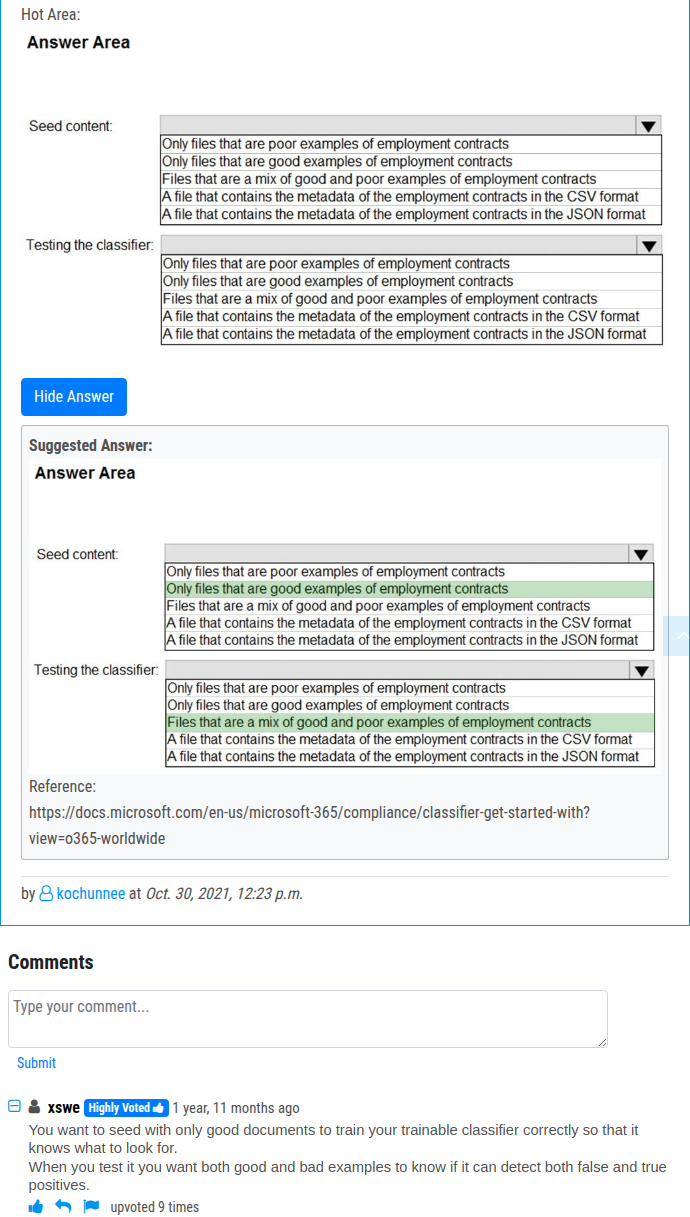 Hot Area:
Answer Area
Seed content:
Only files that are poor examples of employment contracts
Only files that are good examples of employment contracts
Files that are a mix of good and poor examples of employment contracts
A file that contains the metadata of the employment contracts in the CSV format
A file that contains the metadata of the employment contracts in the JSON format
Testing the classifier:
Only files that are poor examples of employment contracts
Only files that are good examples of employment contracts
Files that are a mix of good and poor examples of employment contracts
A file that contains the metadata of the employment contracts in the CSV format
A file that contains the metadata of the employment contracts in the JSON format
Hide Answer
Suggested Answer:
Answer Area
Seed content:
Only files that are poor examples of employment contracts
Only files that are good examples of employment contracts
Files that are a mix of good and poor examples of employment contracts
A file that contains the metadata of the employment contracts in the CSV format
A file that contains the metadata of the employment contracts in the JSON format
Testing the classifier:
Only files that are poor examples of employment contracts
Only files that are good examples of employment contracts
Files that are a mix of good and poor examples of employment contracts
A file that contains the metadata of the employment contracts in the CSV format
A file that contains the metadata of the employment contracts in the JSON format
Reference:
https://docs.microsoft.com/en-us/microsoft-365/compliance/classifier-get-started-with?
view=o365-worldwide
by kochunnee at Oct. 30, 2021, 12:23 p.m.
Comments
Type your comment...
Submit
xswe Highly Voted 1 year, 11 months ago
You want to seed with only good documents to train your trainable classifier correctly so that it
knows what to look for.
When you test it you want both good and bad examples to know if it can detect both false and true
positives.
upvoted 9 times